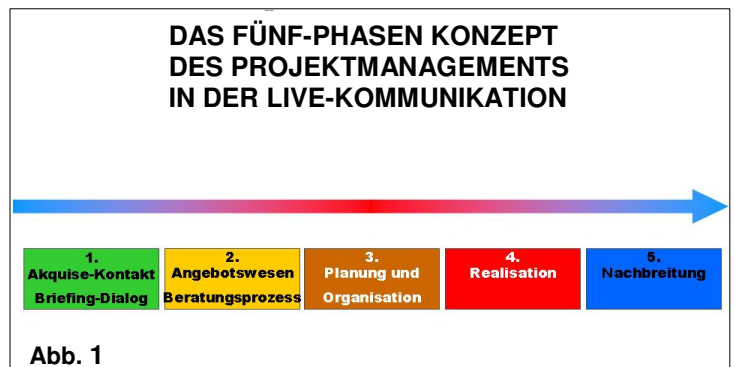 DAS FÜNF-PHASEN KONZEPT
DES PROJEKTMANAGEMENTS
IN DER LIVE-KOMMUNIKATION
1.
Akquise-Kontakt
Briefing-Dialog
2.
Angebotswesen
Beratungsprozess
3.
Planung und
Organisation
4.
Realisation
5.
Nachbreitung
Abb. 1